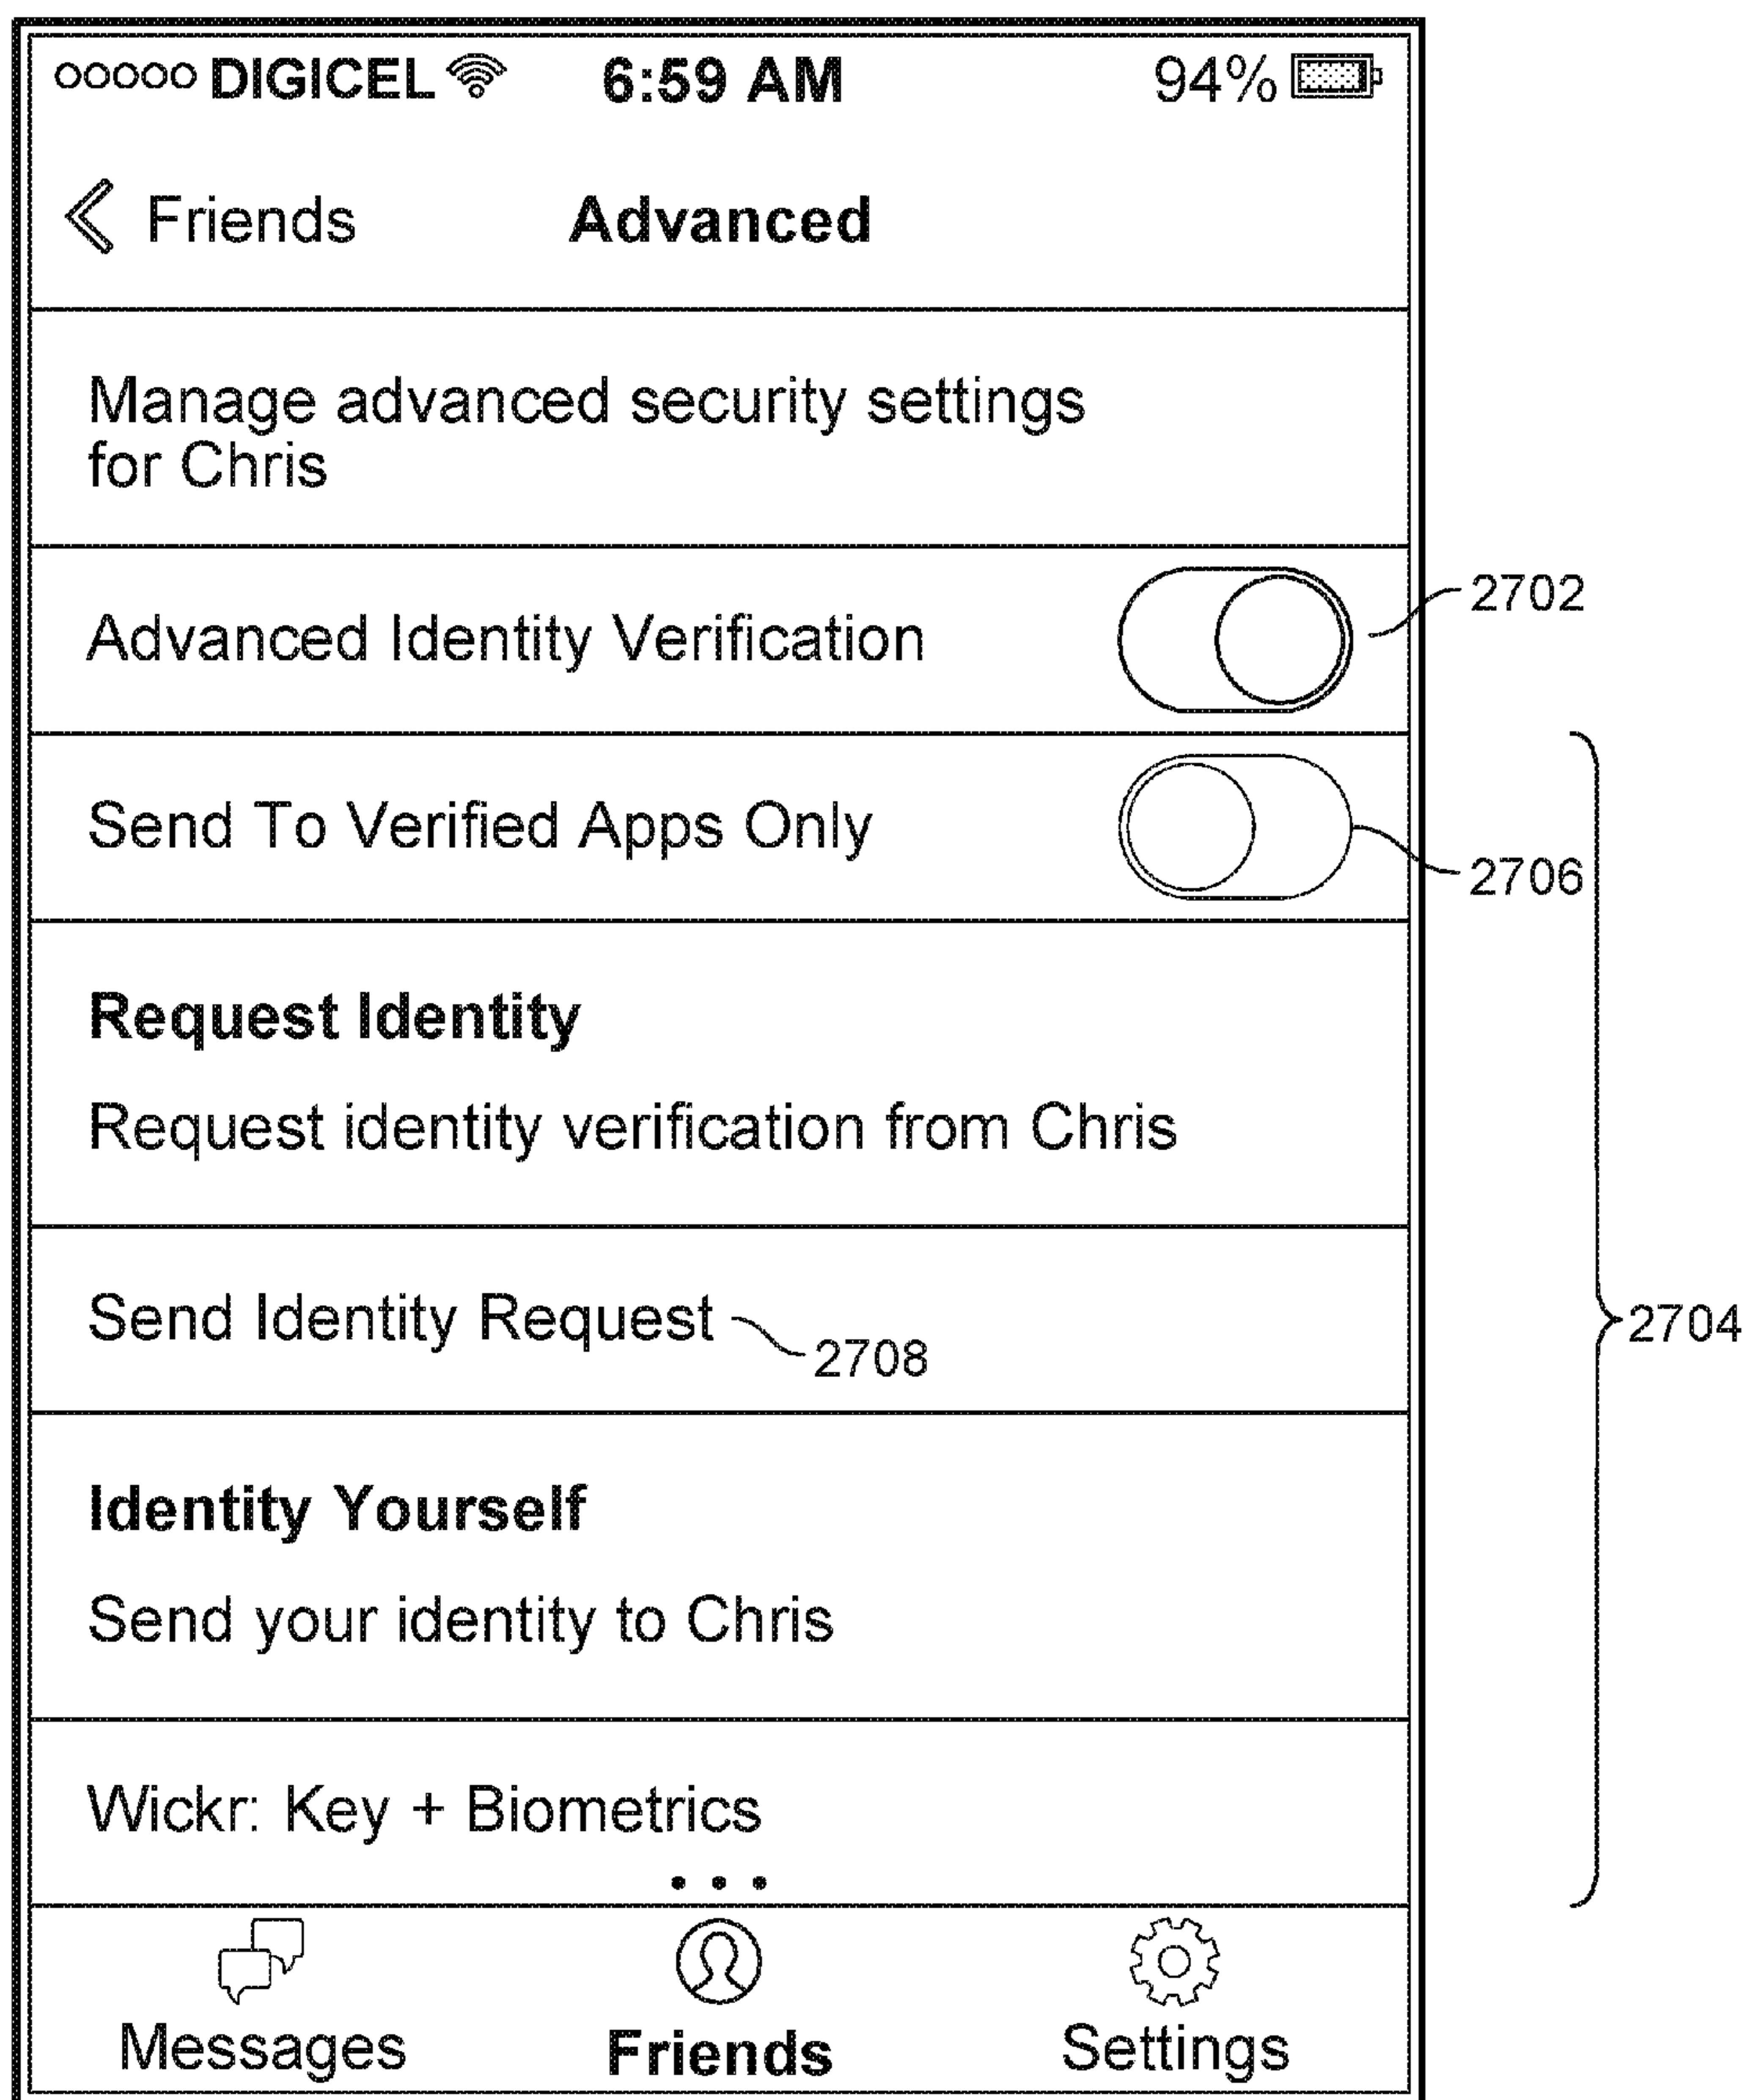 DIGICEL 6:59 AM 94%
Friends Advanced
Manage advanced security settings
for Chris
Advanced Identity Verification
2702
Send To Verified Apps Only
2706
Request Identity
Request identity verification from Chris
Send Identity Request
2708
2704
Identity Yourself
Send your identity to Chris
Wickr: Key + Biometrics
...
Messages Friends Settings